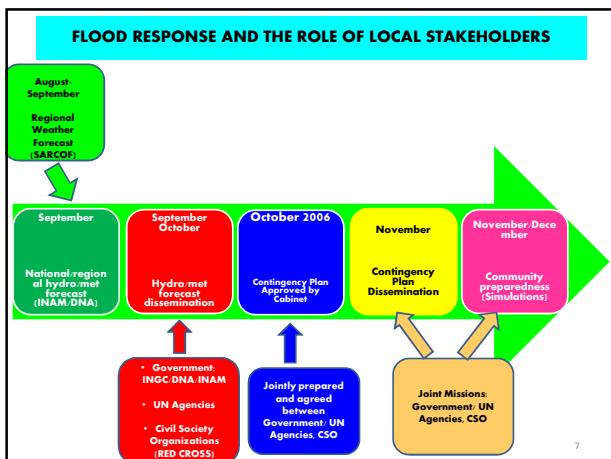 FLOOD RESPONSE AND THE ROLE OF LOCAL STAKEHOLDERS
August-
September
Regional
Weather
Forecast
(SARCOF)
September
National/region
al hydro/met
forecast
(INAM/DNA)
September
October
Hydro/met
forecast
dissemination
October 2006
Contingency Plan
Approved by
Cabinet
November
Contingency
Plan
Dissemination
November/Dece
mber
Community
preparedness
(Simulations)
• Government:
INGC/DNA/INAM
• UN Agencies
• Civil Society
Organizations
(RED CROSS)
Jointly prepared
and agreed
between
Government/ UN
Agencies, CSO
Joint Missions:
Government/ UN
Agencies, CSO
7